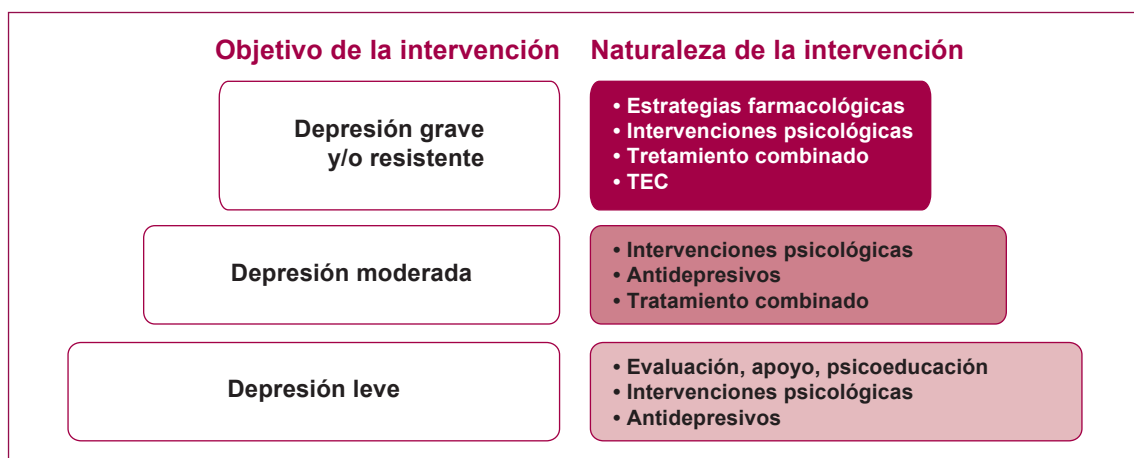 Objetivo de la intervención
Naturaleza de la intervención
Depresión grave
y/o resistente
• Estrategias farmacológicas
• Intervenciones psicológicas
• Tretamiento combinado
• TEC
Depresión moderada
• Intervenciones psicológicas
• Antidepresivos
• Tratamiento combinado
Depresión leve
• Evaluación, apoyo, psicoeducación
• Intervenciones psicológicas
• Antidepresivos